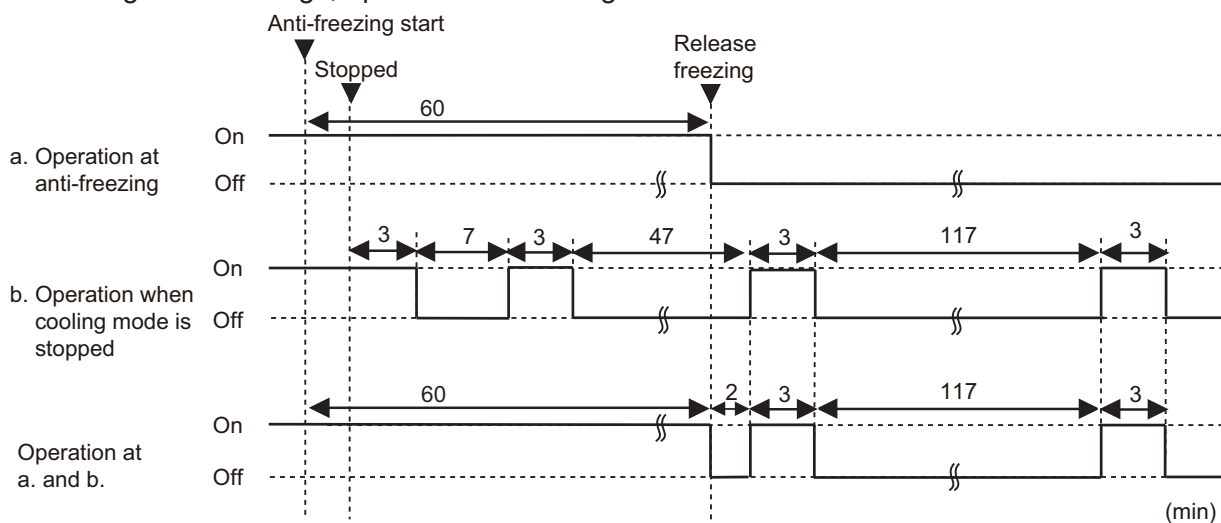 Anti-freezing start
Stopped
Release
freezing
60
On
a. Operation at
anti-freezing
Off
3 7 3 47 3 117 3
On
b. Operation when
cooling mode is
stopped
Off
60 2 3 117 3
On
Operation at
a. and b.
Off
(min)